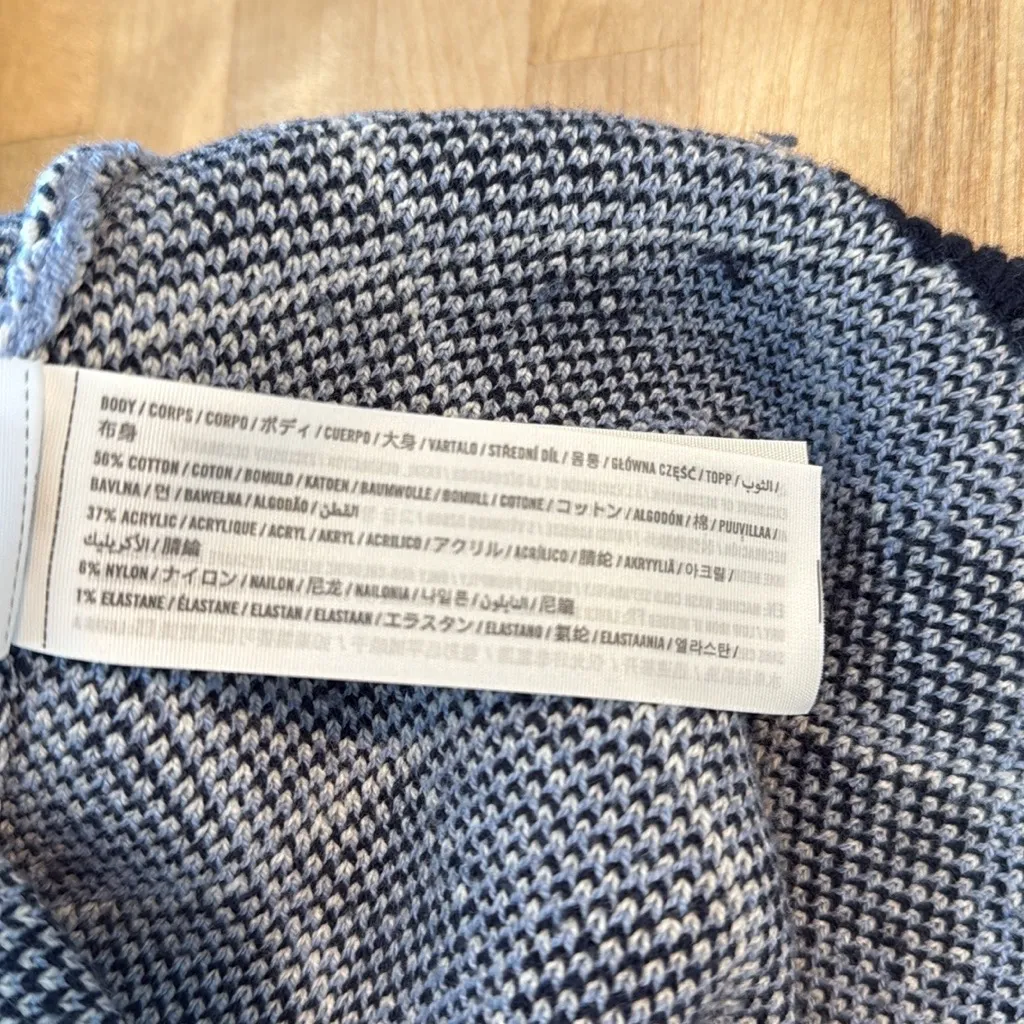 BODY / CORPS / CORPO / ボディ / CUERPO / 大身 / VARTALO / STŘEDNÍ DÍL / 몸통 / GŁÓWNA CZĘŚĆ / TOPP / الثوب /
布身
56% COTTON / COTON / BOMULD / KATOEN / BAUMWOLLE / BOMULL / COTONE / コットン / ALGODÓN / 棉 / PUUVILLAA /
BAVLNA / 면 / BAWEŁNA / ALGODÃO / القطن
37% ACRYLIC / ACRYLIQUE / ACRYL / AKRYL / ACRILICO / アクリル / ACRÍLICO / 腈纶 / AKRYYLIÄ / 아크릴 /
الأكريليك / 腈綸
6% NYLON / ナイロン / NAILON / 尼龙 / NAILONIA / 나일론 / النايلون / 尼龍
1% ELASTANE / ÉLASTANE / ELASTAN / ELASTAAN / エラスタン / ELASTANO / 氨纶 / ELASTAANIA / 엘라스탄 /